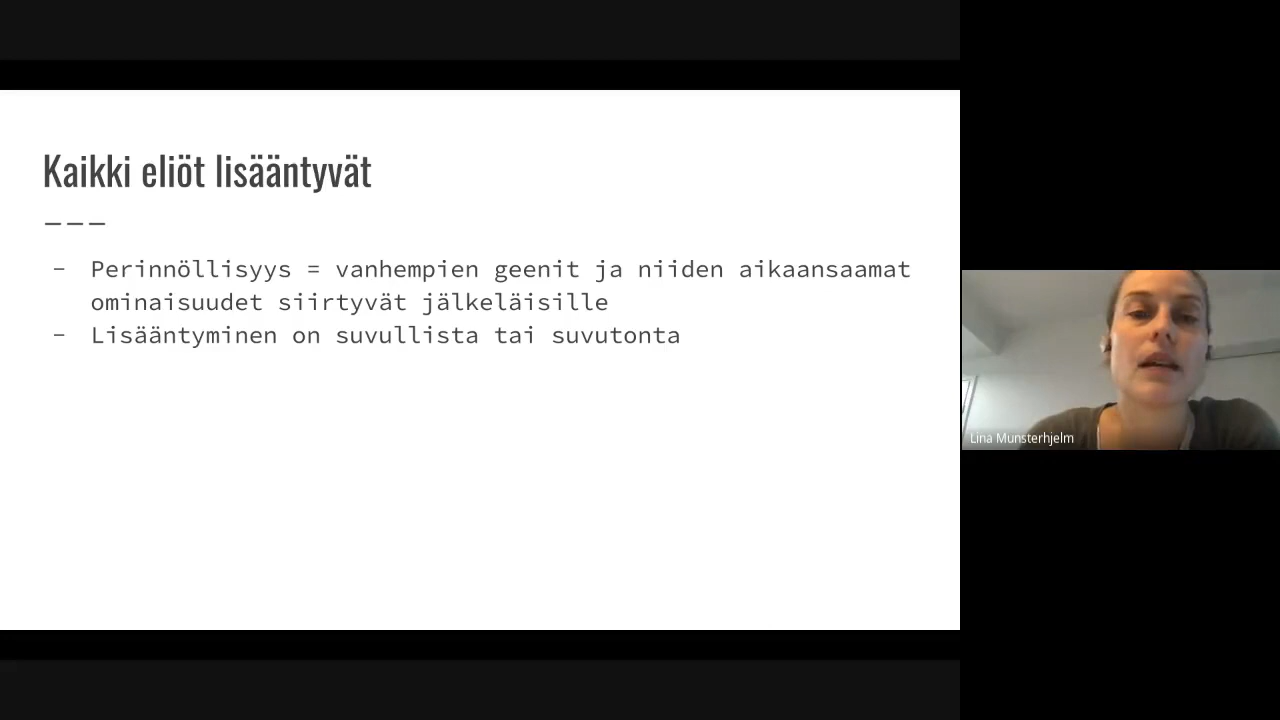 Kaikki eliöt lisääntyvät
– Perinnöllisyys = vanhempien geenit ja niiden aikaansaamat
ominaisuudet siirtyvät jälkeläisille
– Lisääntyminen on suvullista tai suvutonta
Lina Munsterhjelm